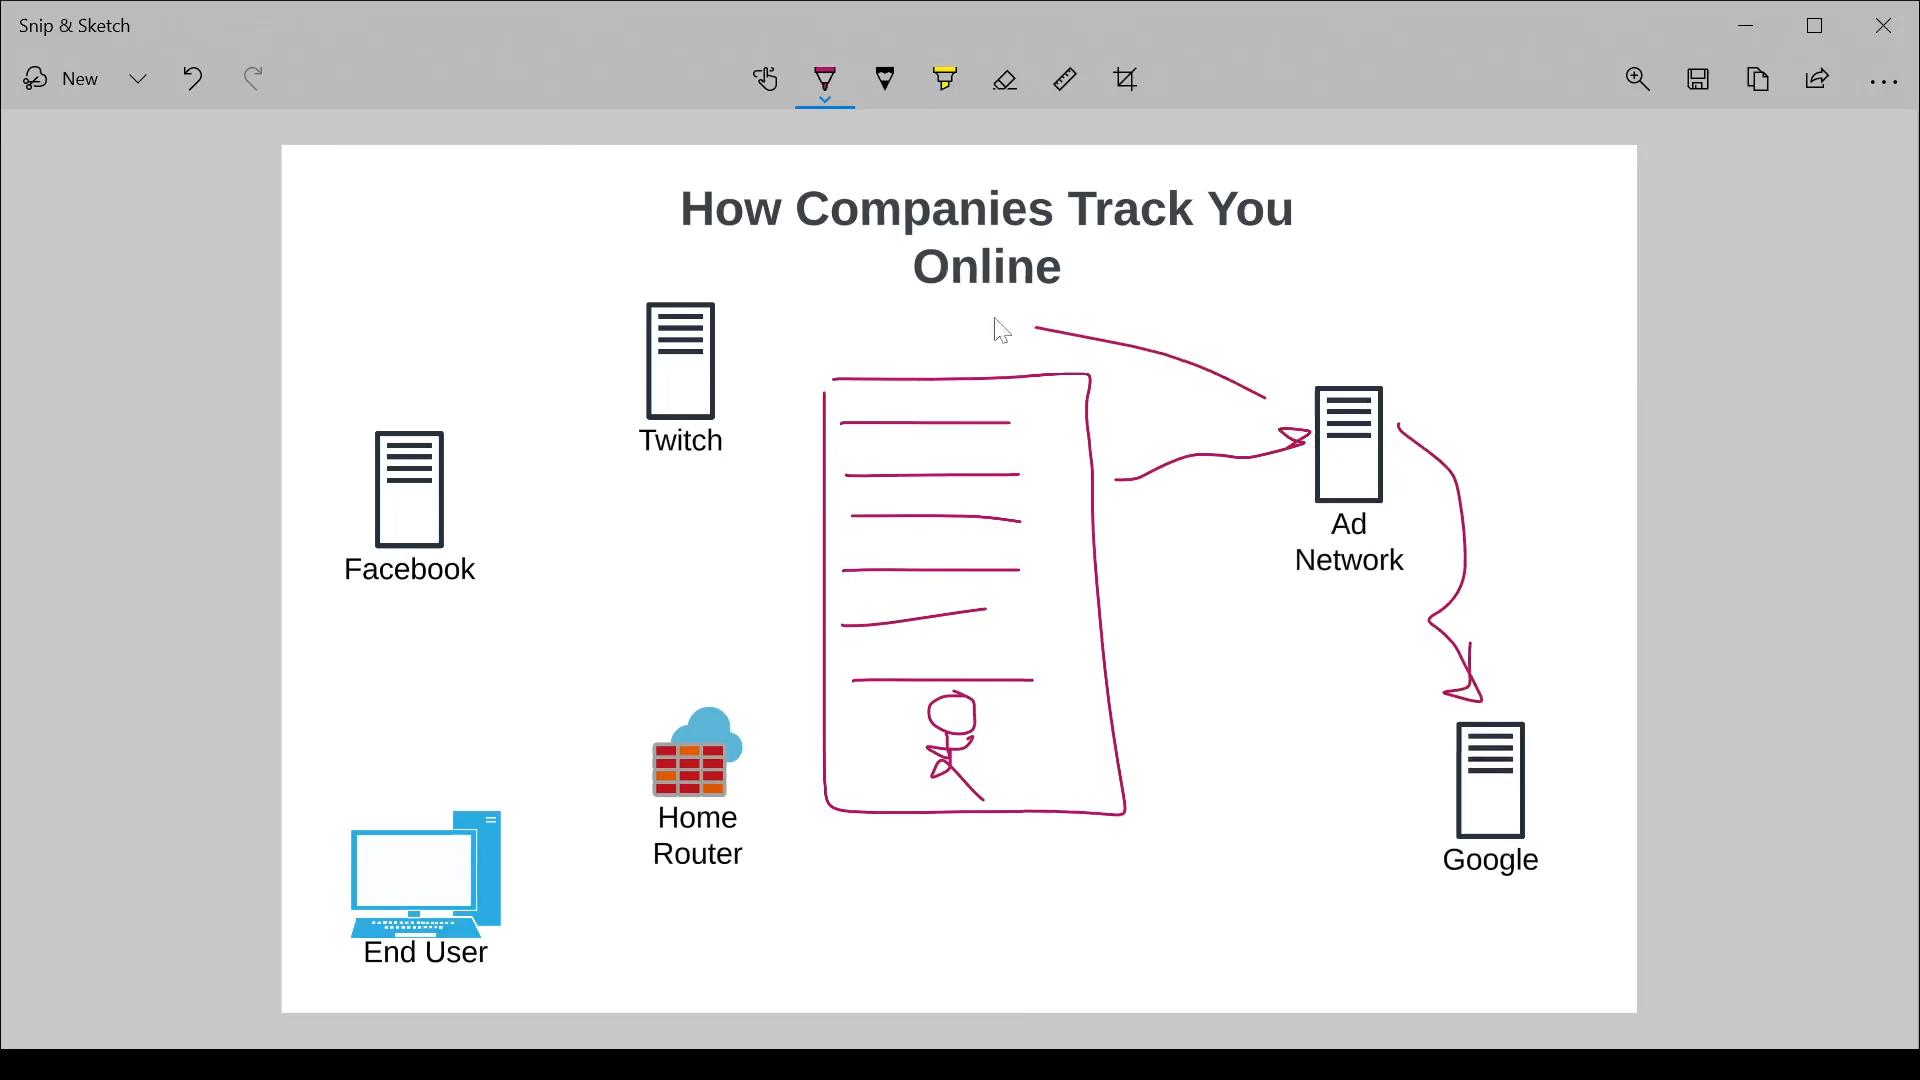 Snip & Sketch
New
How Companies Track You
Online
Twitch
Facebook
Ad
Network
Home
Router
Google
End User